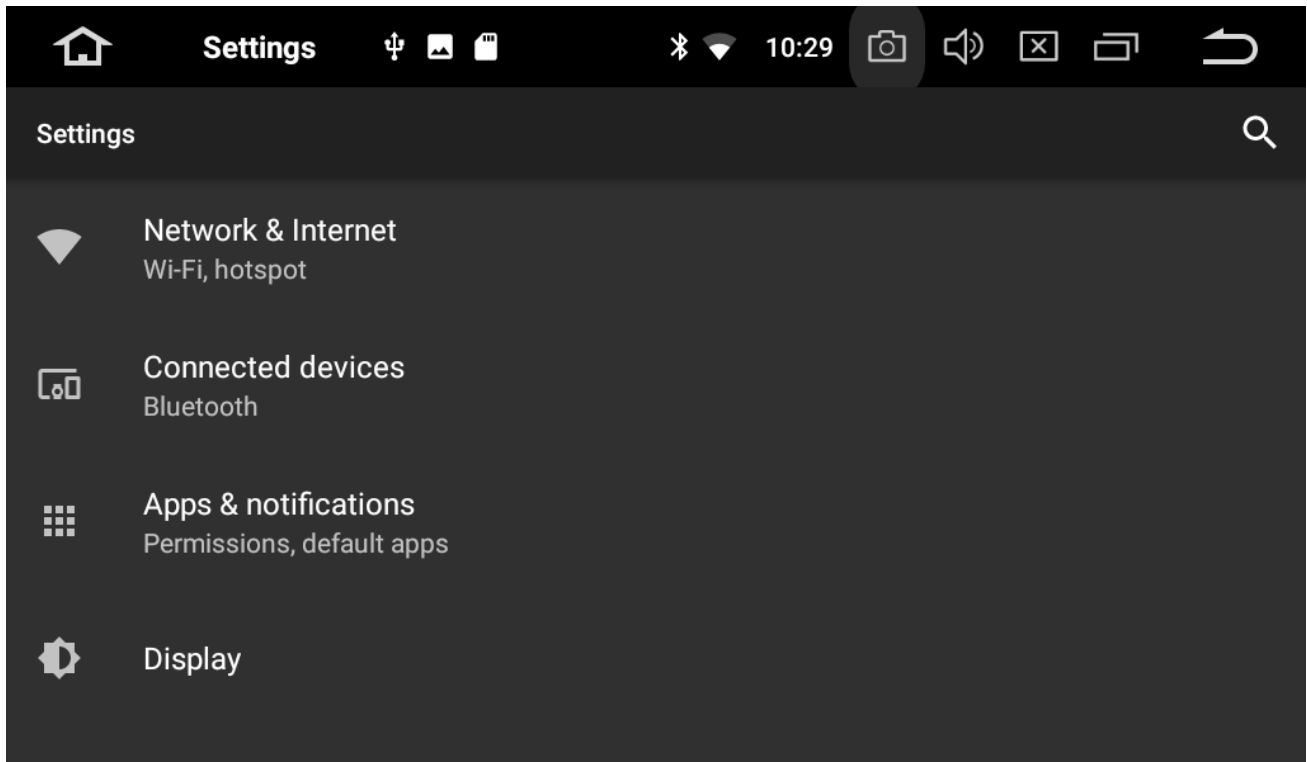 Settings 10:29
Settings
Network & Internet
Wi-Fi, hotspot
Connected devices
Bluetooth
Apps & notifications
Permissions, default apps
Display